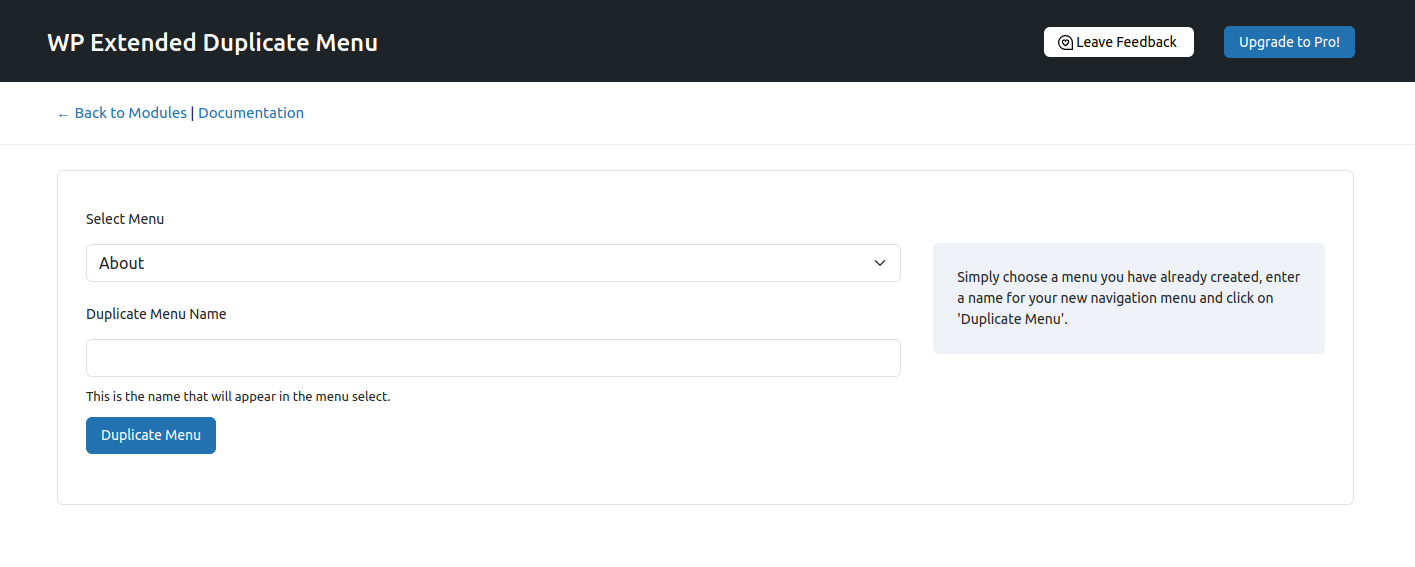 WP Extended Duplicate Menu
Leave Feedback
Upgrade to Pro!
← Back to Modules | Documentation
Select Menu
About
Duplicate Menu Name
This is the name that will appear in the menu select.
Duplicate Menu
Simply choose a menu you have already created, enter
a name for your new navigation menu and click on
'Duplicate Menu'.